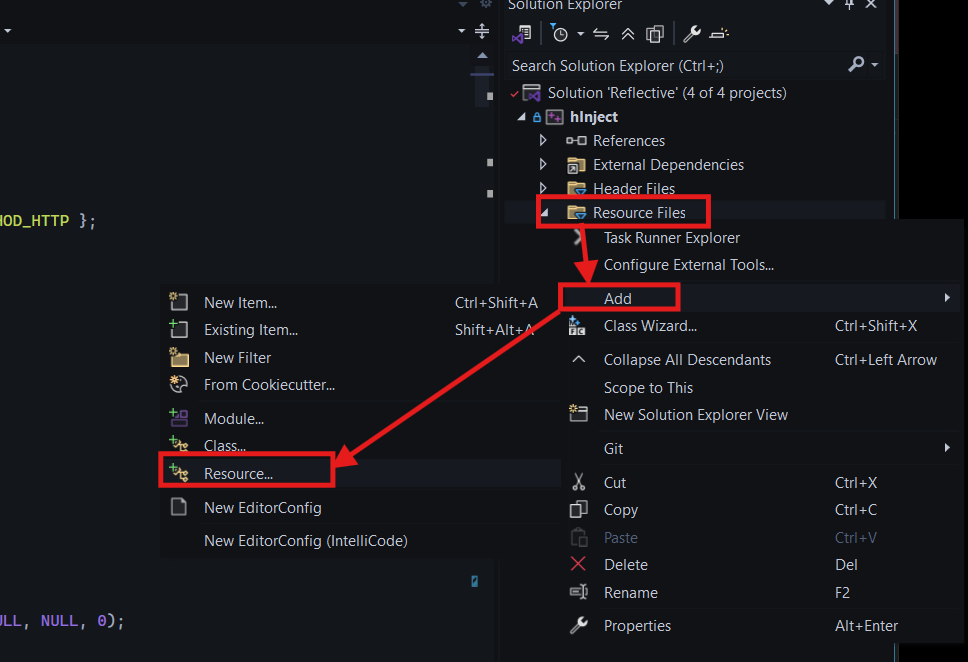 Solution Explorer
Search Solution Explorer (Ctrl+;)
Solution 'Reflective' (4 of 4 projects)
hInject
References
External Dependencies
Header Files
HOD_HTTP };
Resource Files
Task Runner Explorer
Configure External Tools...
Add
Class Wizard... Ctrl+Shift+X
Collapse All Descendants Ctrl+Left Arrow
Scope to This
New Solution Explorer View
Git
Cut Ctrl+X
Copy Ctrl+C
Paste Ctrl+V
Delete Del
Rename F2
Properties Alt+Enter
New Item... Ctrl+Shift+A
Existing Item... Shift+Alt+A
New Filter
From Cookiecutter...
Module...
Class...
Resource...
New EditorConfig
New EditorConfig (IntelliCode)
ULL, NULL, 0);